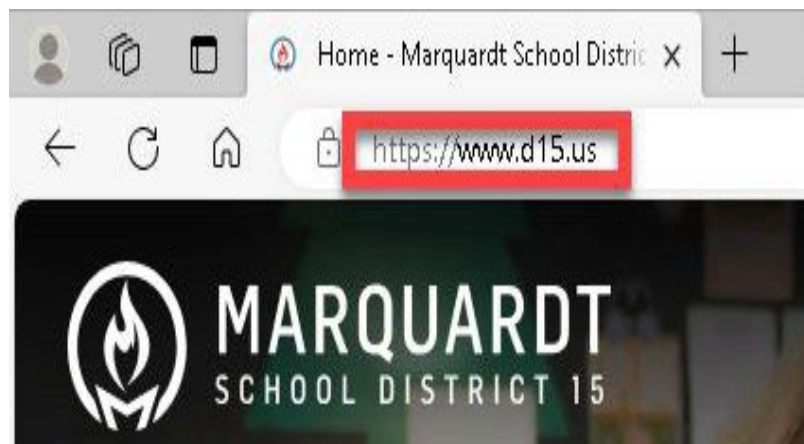 Home - Marquardt School Distric
https://www.d15.us
MARQUARDT
SCHOOL DISTRICT 15